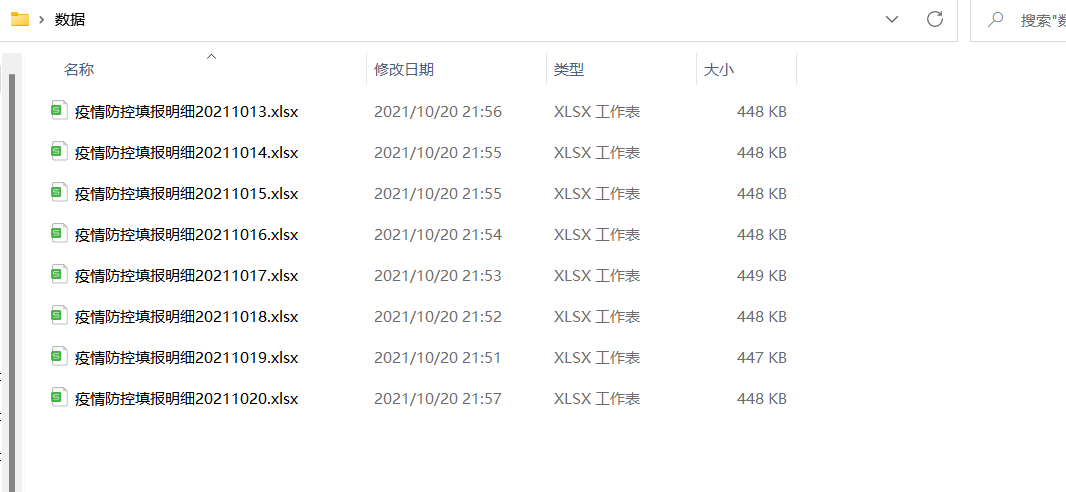 数据
搜索"数
名称 修改日期 类型 大小
疫情防控填报明细20211013.xlsx 2021/10/20 21:56 XLSX 工作表 448 KB
疫情防控填报明细20211014.xlsx 2021/10/20 21:55 XLSX 工作表 448 KB
疫情防控填报明细20211015.xlsx 2021/10/20 21:55 XLSX 工作表 448 KB
疫情防控填报明细20211016.xlsx 2021/10/20 21:54 XLSX 工作表 448 KB
疫情防控填报明细20211017.xlsx 2021/10/20 21:53 XLSX 工作表 449 KB
疫情防控填报明细20211018.xlsx 2021/10/20 21:52 XLSX 工作表 448 KB
疫情防控填报明细20211019.xlsx 2021/10/20 21:51 XLSX 工作表 447 KB
疫情防控填报明细20211020.xlsx 2021/10/20 21:57 XLSX 工作表 448 KB